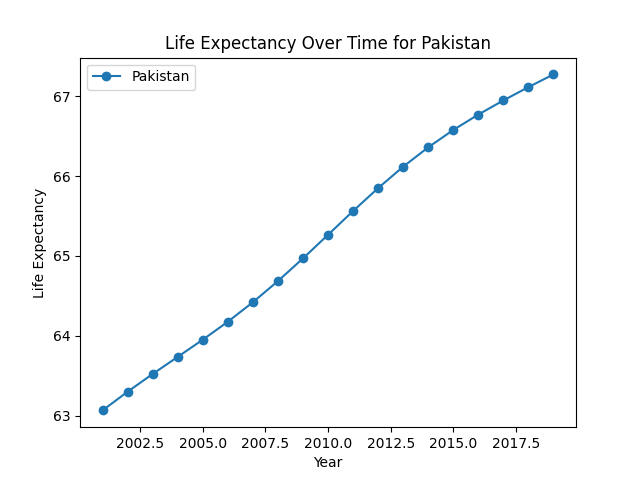 Life Expectancy Over Time for Pakistan
Pakistan
67
66
65
64
63
Life Expectancy
2002.5 2005.0 2007.5 2010.0 2012.5 2015.0 2017.5
Year